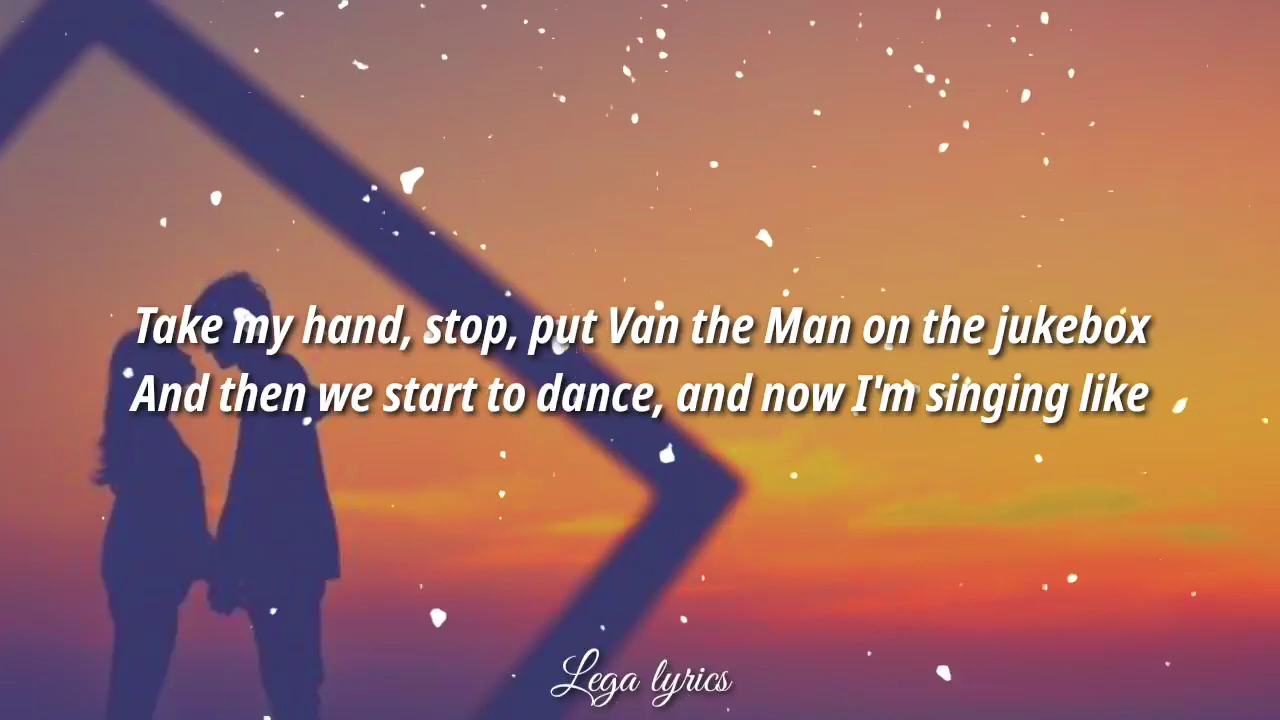 Take my hand, stop, put Van the Man on the jukebox
And then we start to dance, and now I'm singing like
Lega lyrics